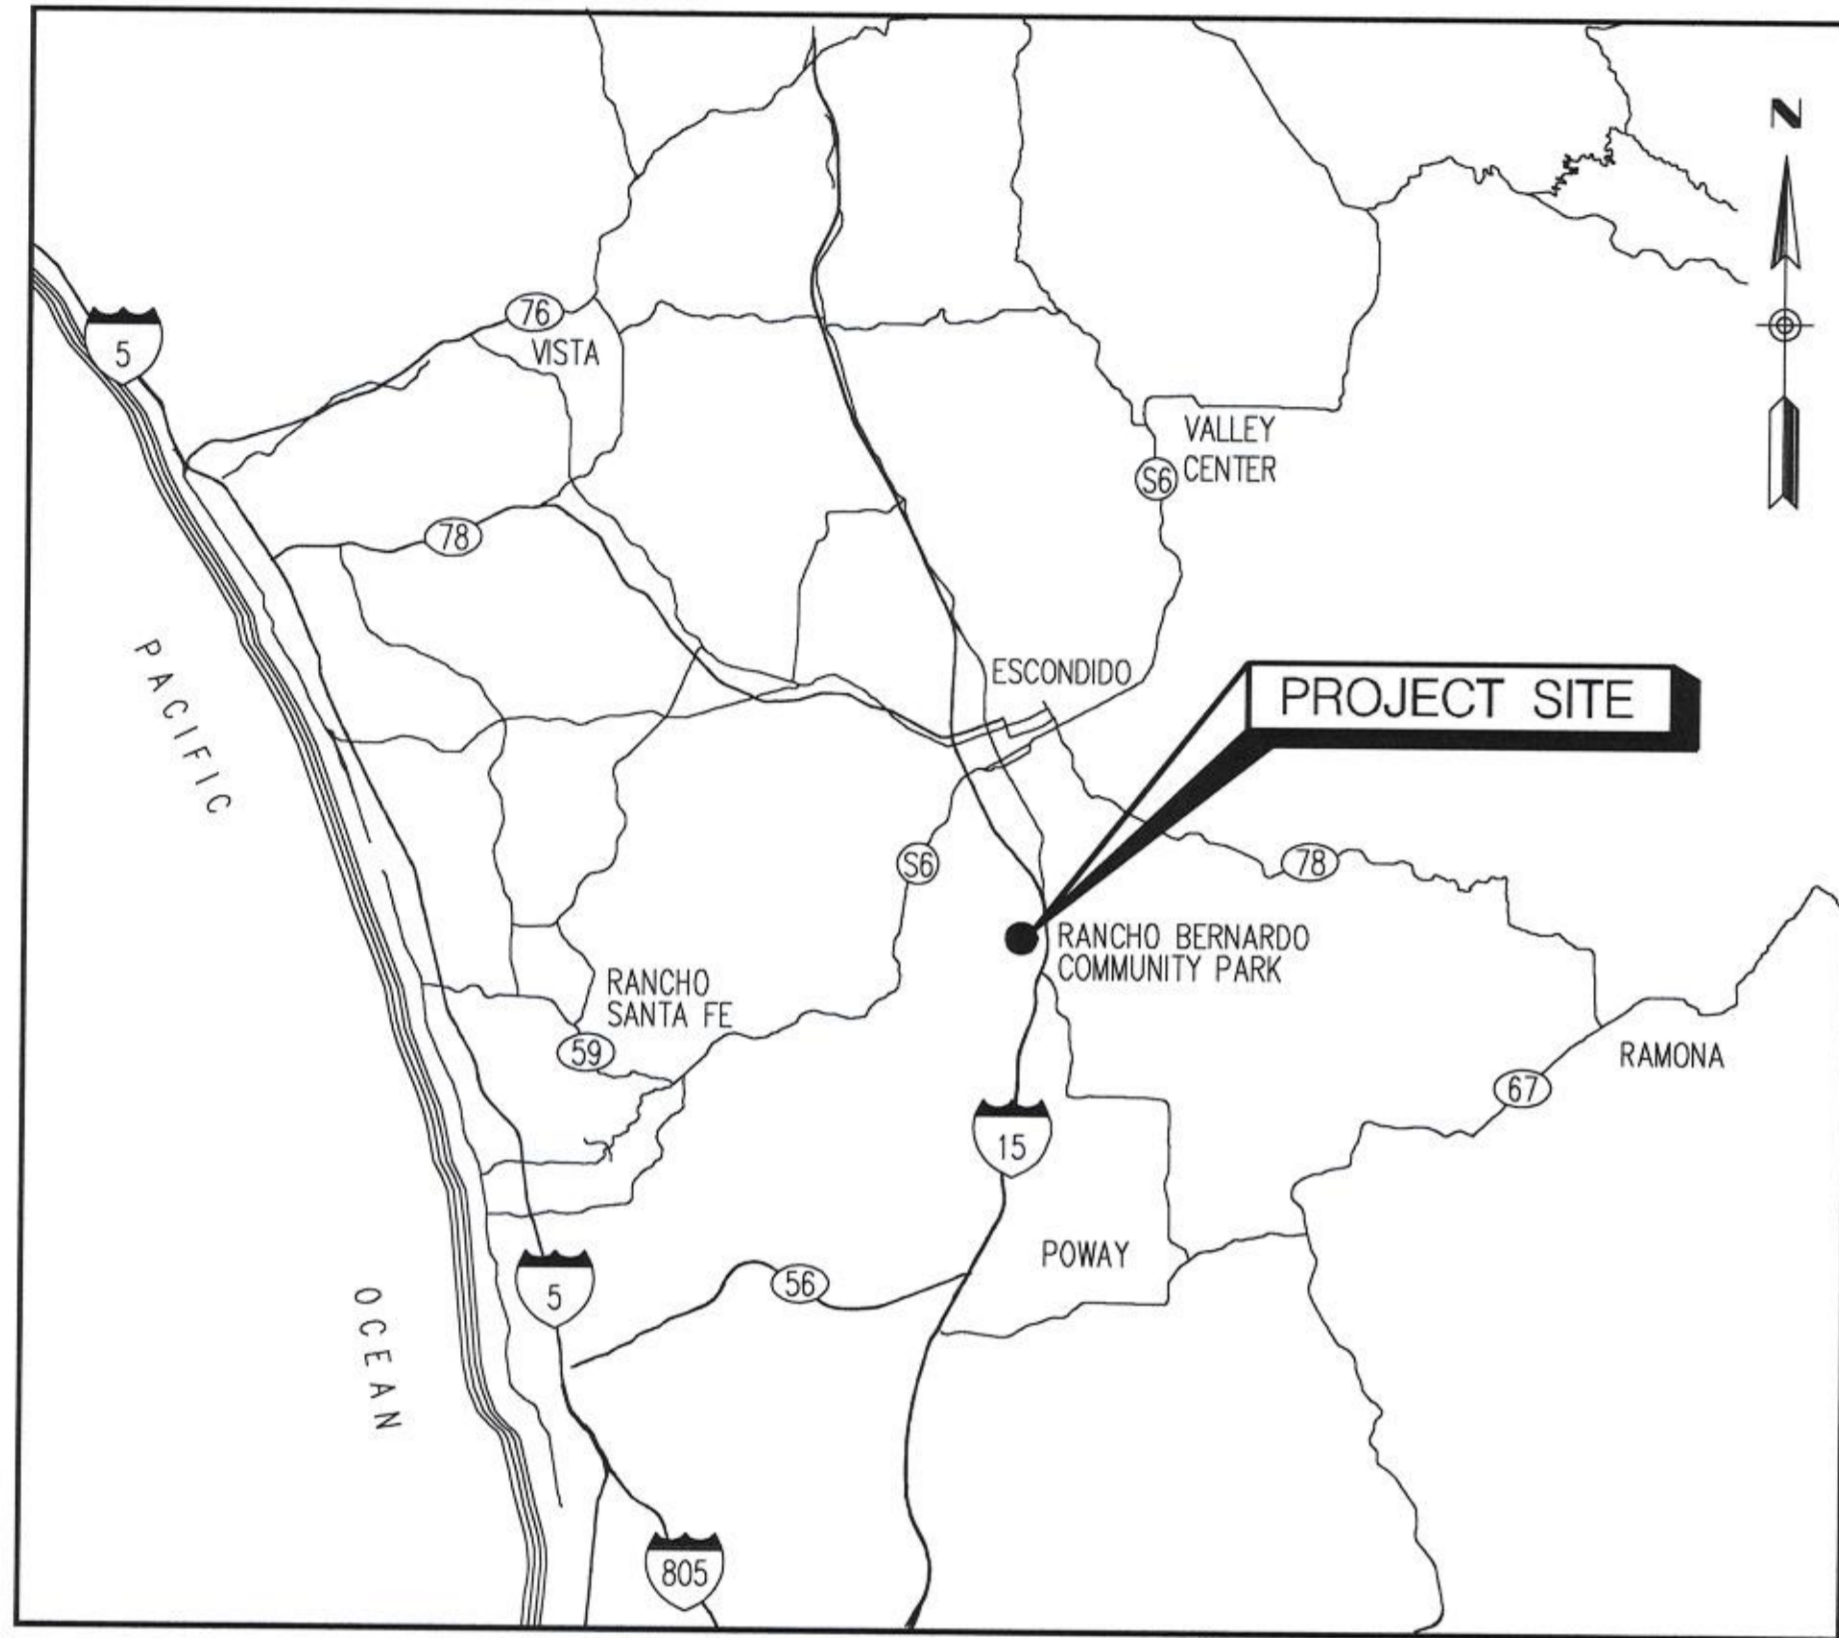 N
76
VISTA
5
VALLEY
CENTER
S6
78
PACIFIC
ESCONDIDO
PROJECT SITE
S6
78
RANCHO BERNARDO
COMMUNITY PARK
RANCHO
SANTA FE
59
RAMONA
67
15
POWAY
5
56
OCEAN
805